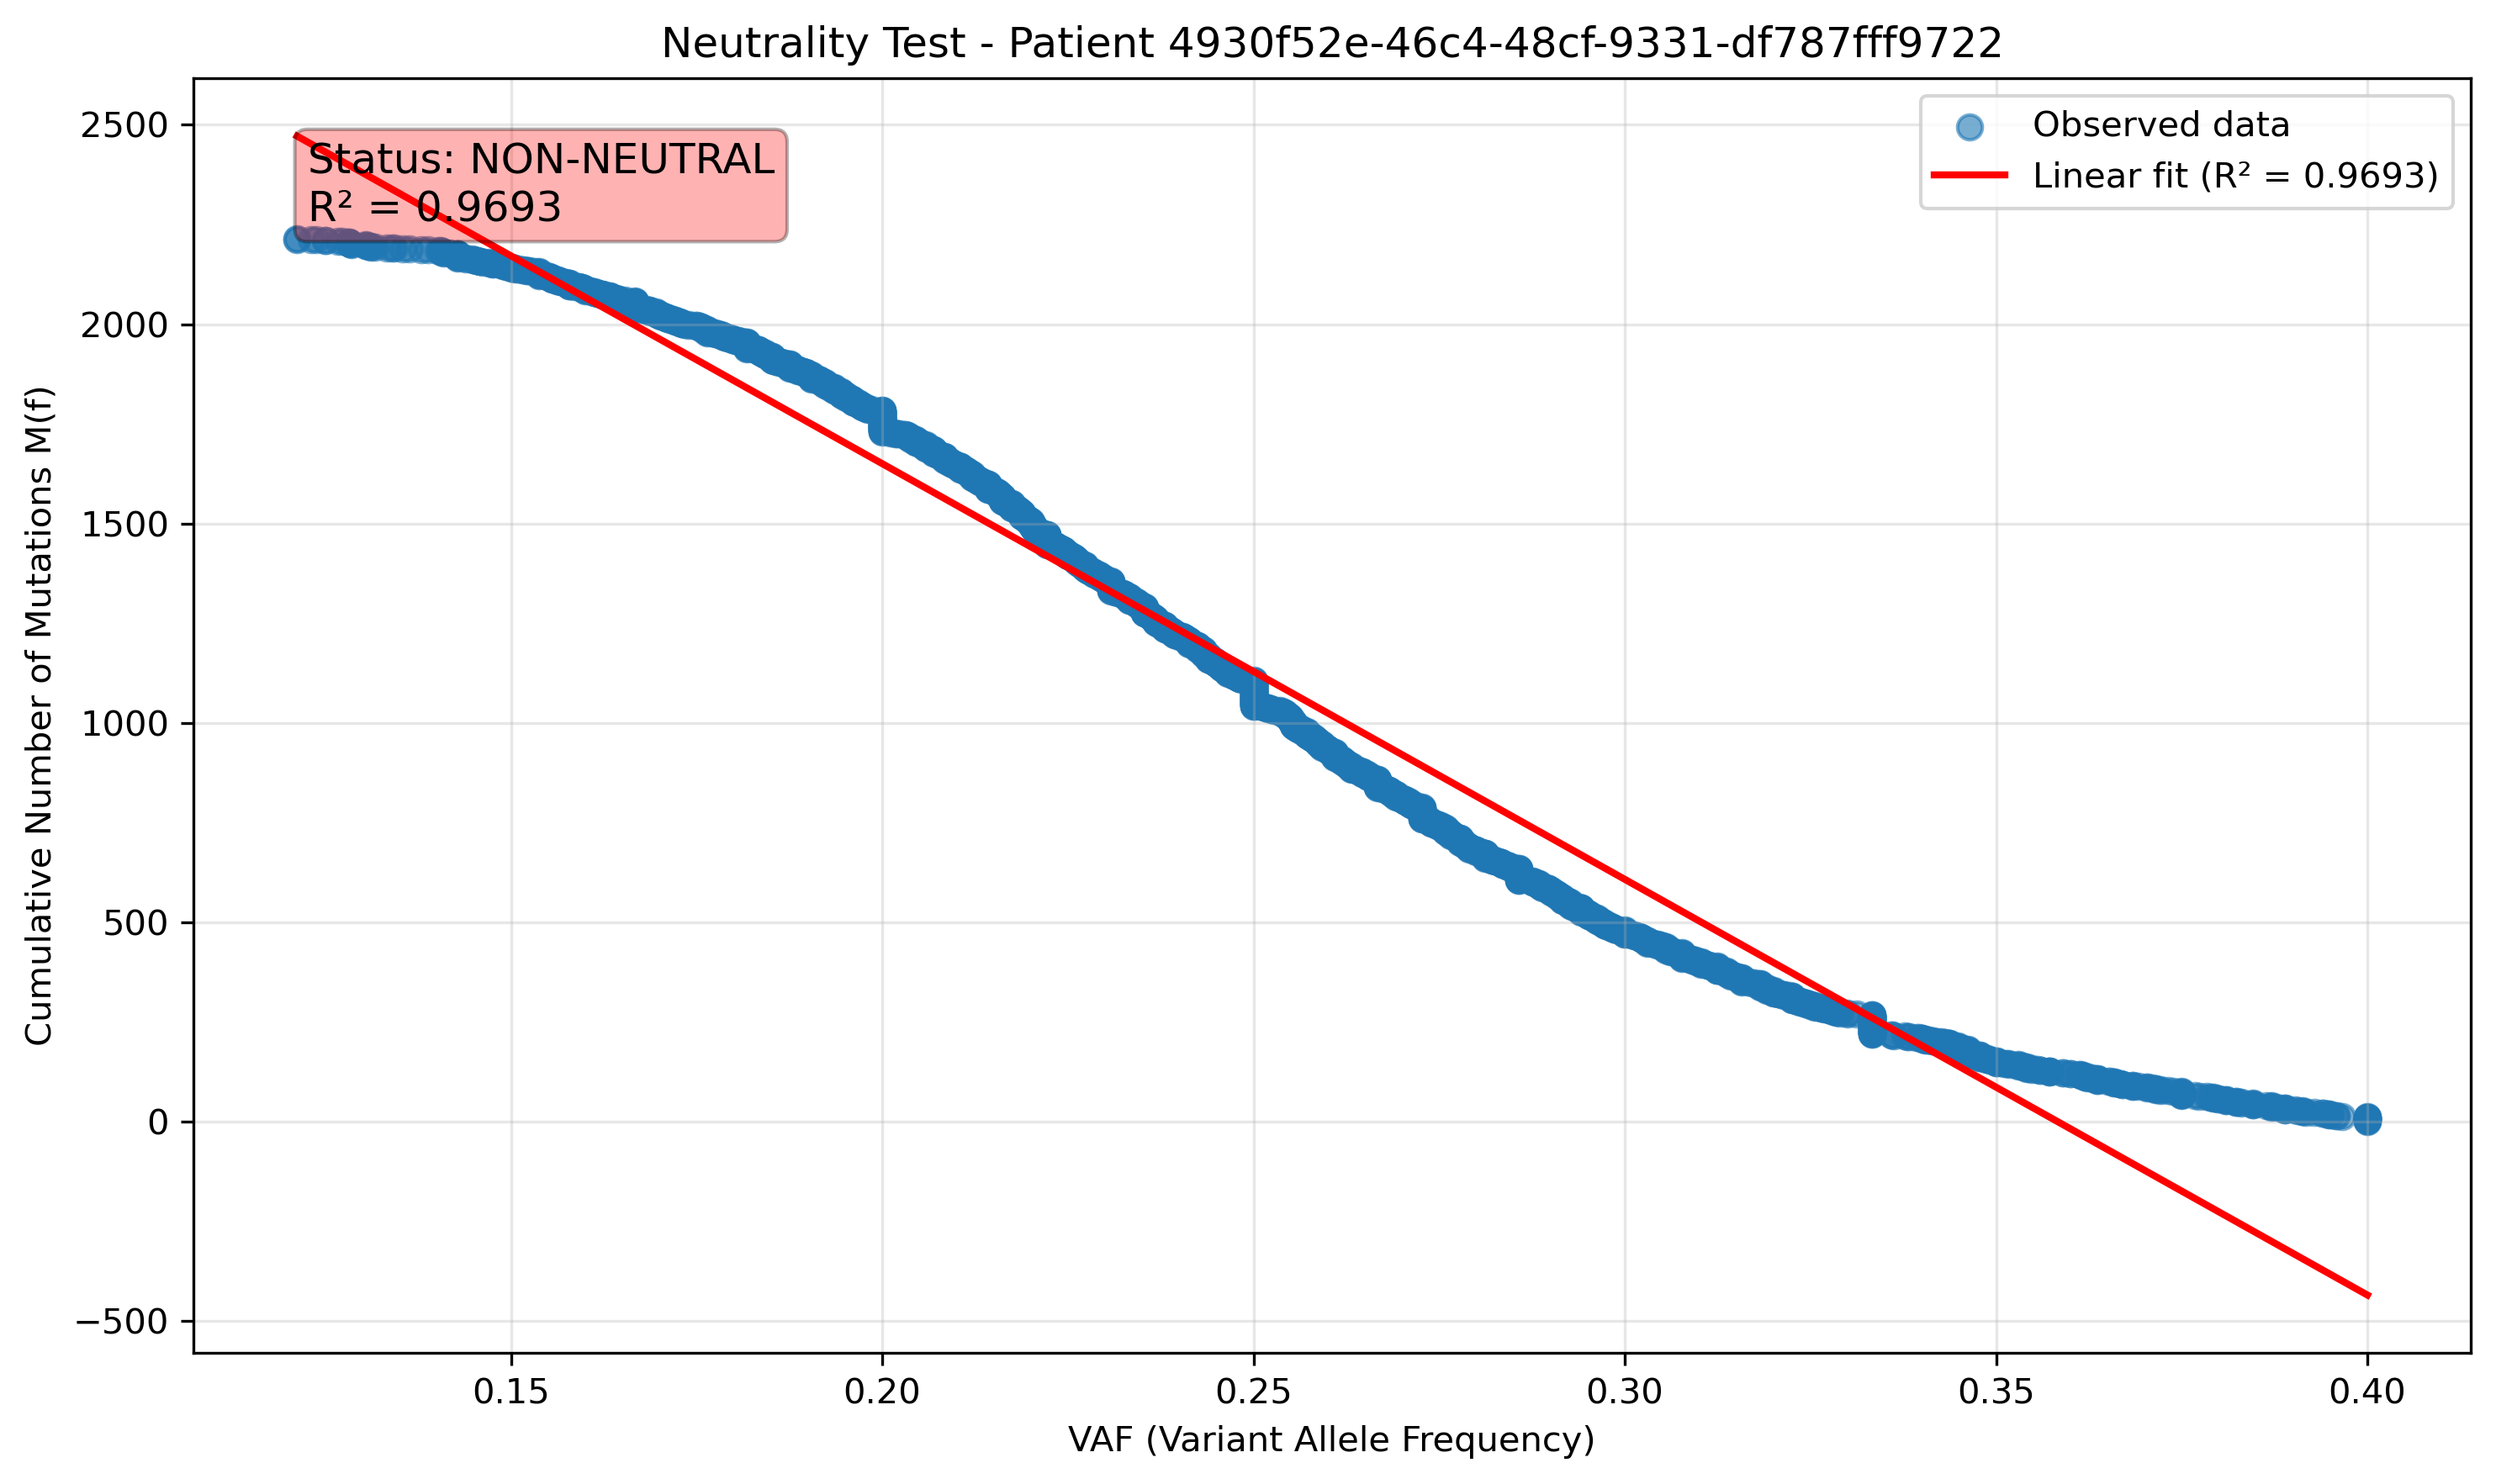 Neutrality Test - Patient 4930f52e-46c4-48cf-9331-df787fff9722
Cumulative Number of Mutations M(f)
2500
2000
1500
1000
500
0
−500
Status: NON-NEUTRAL
R² = 0.9693
Observed data
Linear fit (R² = 0.9693)
0.15 0.20 0.25 0.30 0.35 0.40
VAF (Variant Allele Frequency)